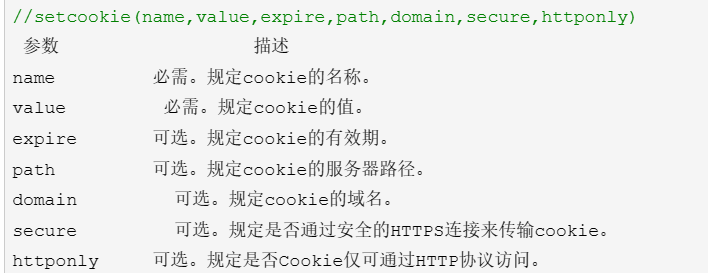 //setcookie(name,value,expire,path,domain,secure,httponly)
参数 描述
name 必需。规定cookie的名称。
value 必需。规定cookie的值。
expire 可选。规定cookie的有效期。
path 可选。规定cookie的服务器路径。
domain 可选。规定cookie的域名。
secure 可选。规定是否通过安全的HTTPS连接来传输cookie。
httponly 可选。规定是否Cookie仅可通过HTTP协议访问。